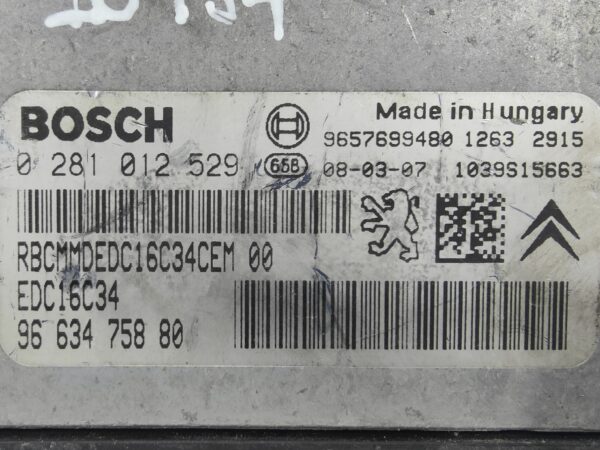 BOSCH
Made in Hungary
9657699480 1263 2915
0 281 012 529
668 08-03-07 1039S15663
RBCMMDEDC16C34CEM 00
EDC16C34
96 634 758 80